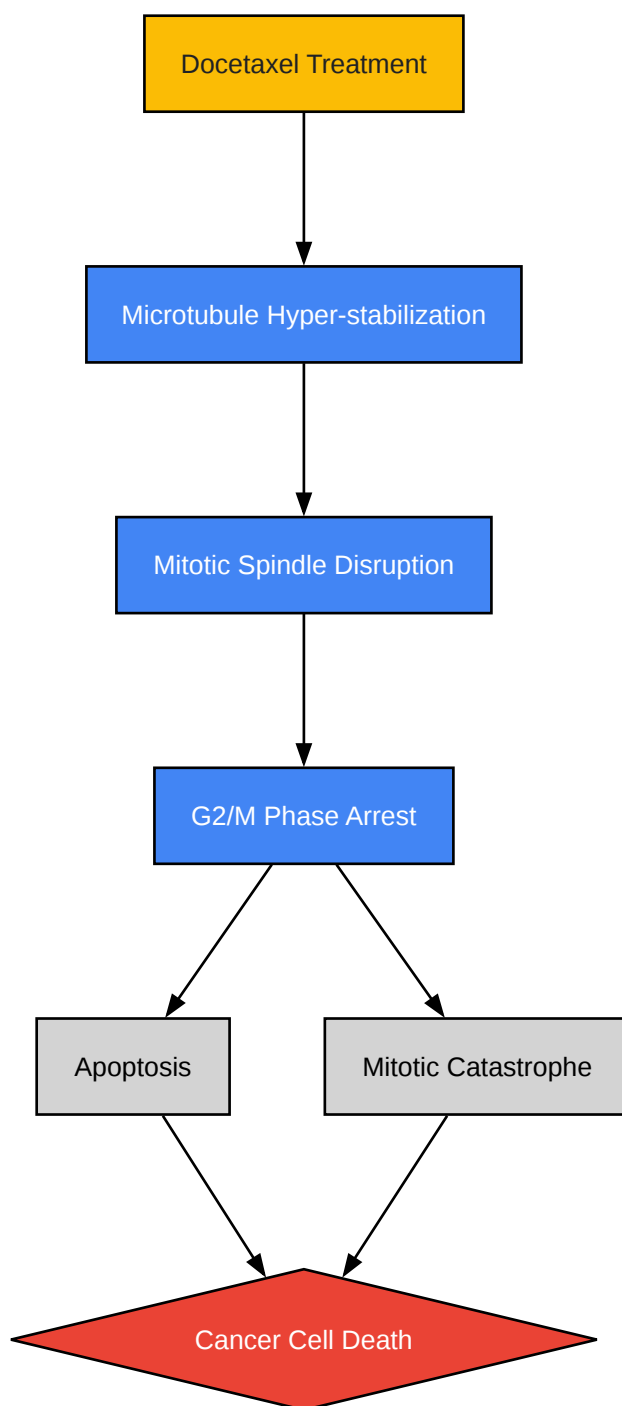 Docetaxel Treatment
Microtubule Hyper-stabilization
Mitotic Spindle Disruption
G2/M Phase Arrest
Apoptosis
Mitotic Catastrophe
Cancer Cell Death